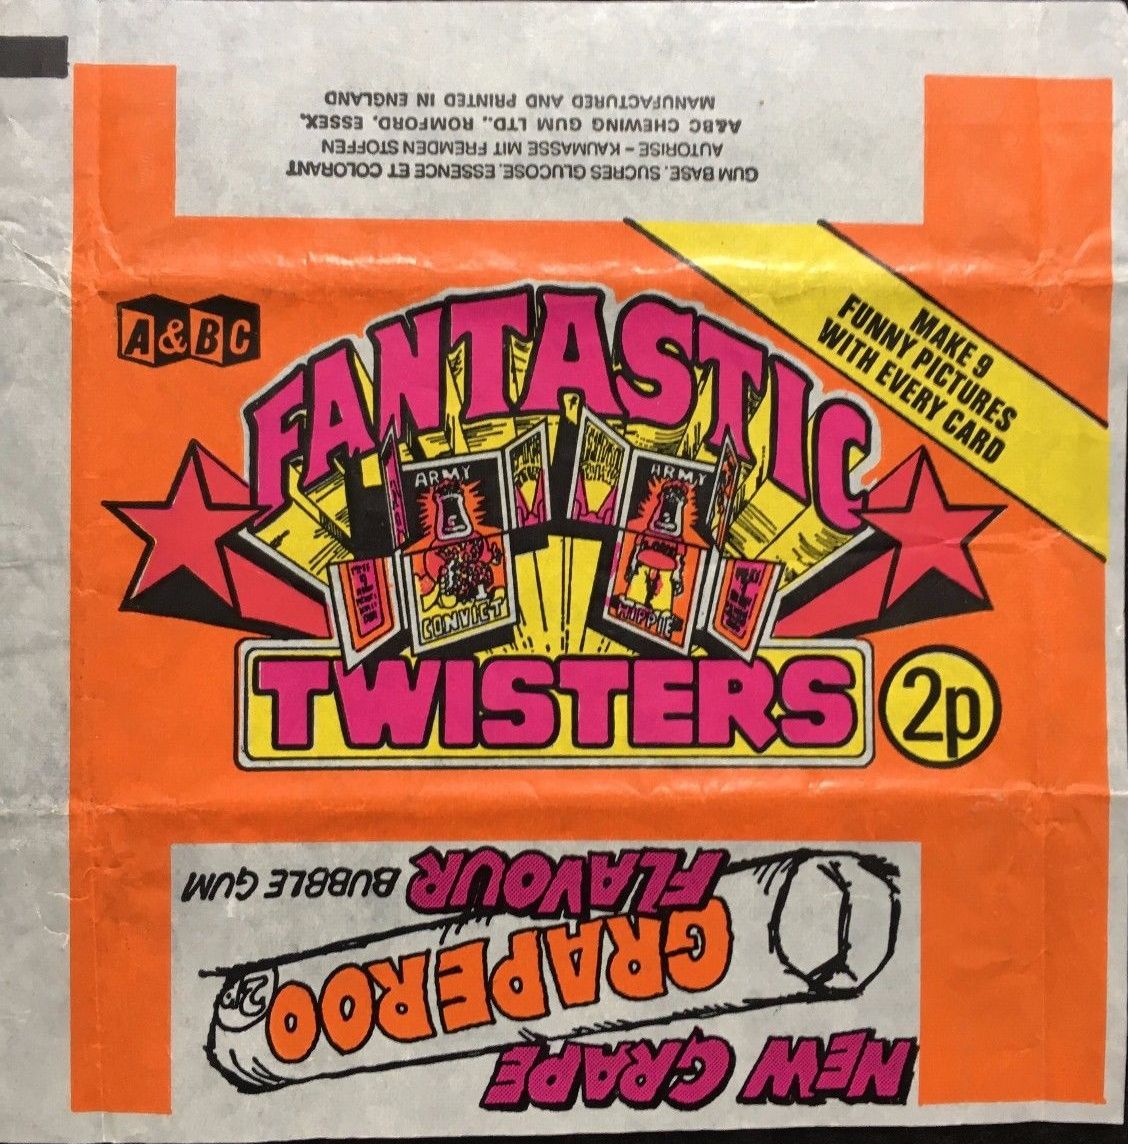 GUM BASE. SUCRES GLUCOSE. ESSENCE ET COLORANT
AUTORISE - KAUMASSE MIT FREMDEN STOFFEN
A&BC CHEWING GUM LTD., ROMFORD, ESSEX.
MANUFACTURED AND PRINTED IN ENGLAND
A&BC
MAKE 9
FUNNY PICTURES
WITH EVERY CARD
FANTASTIC
ARMY
ARMY
CONVICT
HIPPIE
TWISTERS
2p
NEW GRAPE
GRAPEROO
2P
FLAVOUR BUBBLE GUM